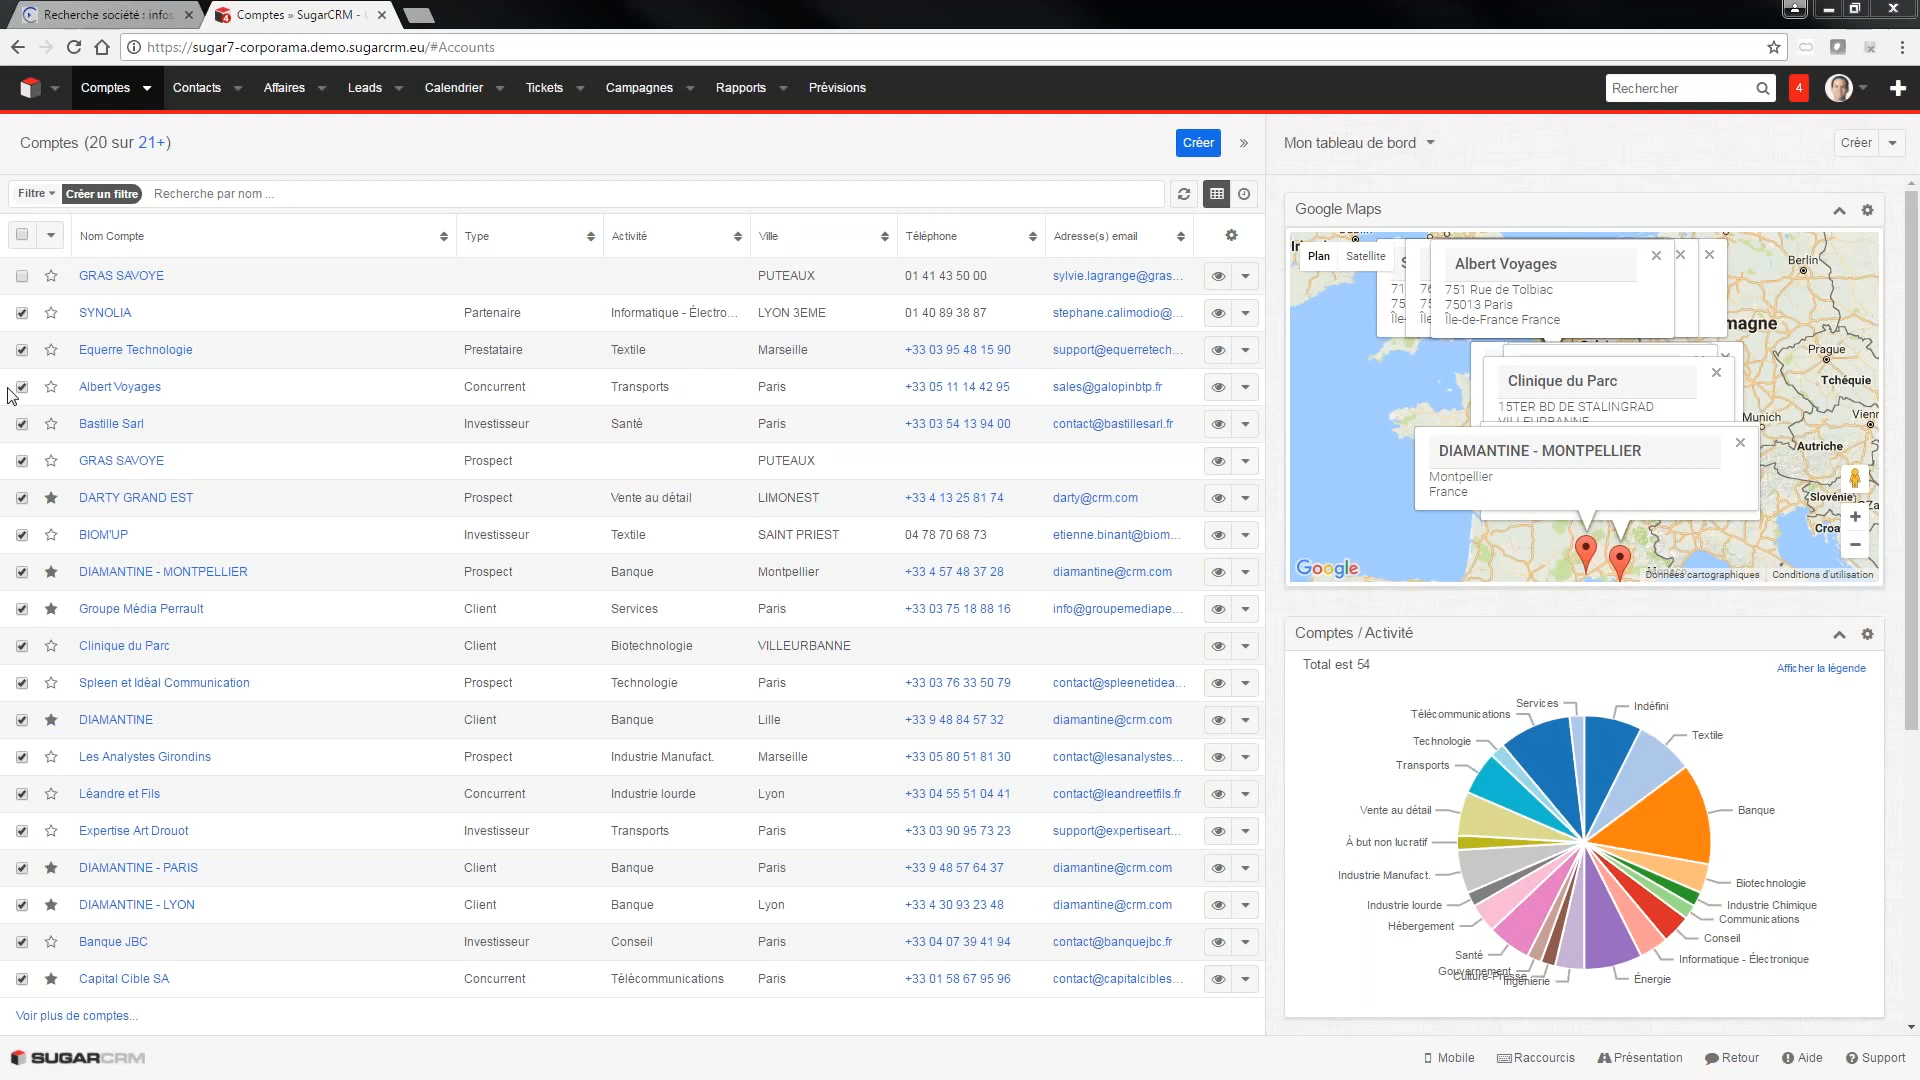 Recherche société : infos
Comptes » SugarCRM -
https://sugar7-corporama.demo.sugarcrm.eu/#Accounts
Comptes Contacts Affaires Leads Calendrier Tickets Campagnes Rapports Prévisions Rechercher 4
Comptes (20 sur 21+) Créer
Mon tableau de bord Créer
Filtre Créer un filtre Recherche par nom ...
Nom Compte Type Activité Ville Téléphone Adresse(s) email
GRAS SAVOYE PUTEAUX 01 41 43 50 00 sylvie.lagrange@gras...
SYNOLIA Partenaire Informatique - Électro... LYON 3EME 01 40 89 38 87 stephane.calimodio@...
Equerre Technologie Prestataire Textile Marseille +33 03 95 48 15 90 support@equerretech...
Albert Voyages Concurrent Transports Paris +33 05 11 14 42 95 sales@galopinbtp.fr
Bastille Sarl Investisseur Santé Paris +33 03 54 13 94 00 contact@bastillesarl.fr
GRAS SAVOYE Prospect PUTEAUX
DARTY GRAND EST Prospect Vente au détail LIMONEST +33 4 13 25 81 74 darty@crm.com
BIOM'UP Investisseur Textile SAINT PRIEST 04 78 70 68 73 etienne.binant@biom...
DIAMANTINE - MONTPELLIER Prospect Banque Montpellier +33 4 57 48 37 28 diamantine@crm.com
Groupe Média Perrault Client Services Paris +33 03 75 18 88 16 info@groupemediape...
Clinique du Parc Client Biotechnologie VILLEURBANNE
Spleen et Idéal Communication Prospect Technologie Paris +33 03 76 33 50 79 contact@spleenetidea...
DIAMANTINE Client Banque Lille +33 9 48 84 57 32 diamantine@crm.com
Les Analystes Girondins Prospect Industrie Manufact. Marseille +33 05 80 51 81 30 contact@lesanalystes...
Léandre et Fils Concurrent Industrie lourde Lyon +33 04 55 51 04 41 contact@leandreetfils.fr
Expertise Art Drouot Investisseur Transports Paris +33 03 90 95 73 23 support@expertiseart...
DIAMANTINE - PARIS Client Banque Paris +33 9 48 57 64 37 diamantine@crm.com
DIAMANTINE - LYON Client Banque Lyon +33 4 30 93 23 48 diamantine@crm.com
Banque JBC Investisseur Conseil Paris +33 04 07 39 41 94 contact@banquejbc.fr
Capital Cible SA Concurrent Télécommunications Paris +33 01 58 67 95 96 contact@capitalcibles...
Voir plus de comptes...
Google Maps
Plan Satellite
Albert Voyages
751 Rue de Tolbiac
75013 Paris
Île-de-France France
Berlin
magne
Prague
Tchéquie
Clinique du Parc
15TER BD DE STALINGRAD
VILLEURBANNE
Munich
Vienr
Autriche
DIAMANTINE - MONTPELLIER
Montpellier
France
Slovénie
Croa
Google
Données cartographiques Conditions d'utilisation
Comptes / Activité
Total est 54
Afficher la légende
Services
Indéfini
Télécommunications
Textile
Technologie
Transports
Vente au détail
Banque
À but non lucratif
Industrie Manufact.
Biotechnologie
Industrie lourde
Industrie Chimique
Communications
Hébergement
Conseil
Santé
Informatique - Électronique
Gouvernement
Culture-Presse
Ingénierie
Énergie
SUGARCRM
Mobile Raccourcis Présentation Retour Aide Support